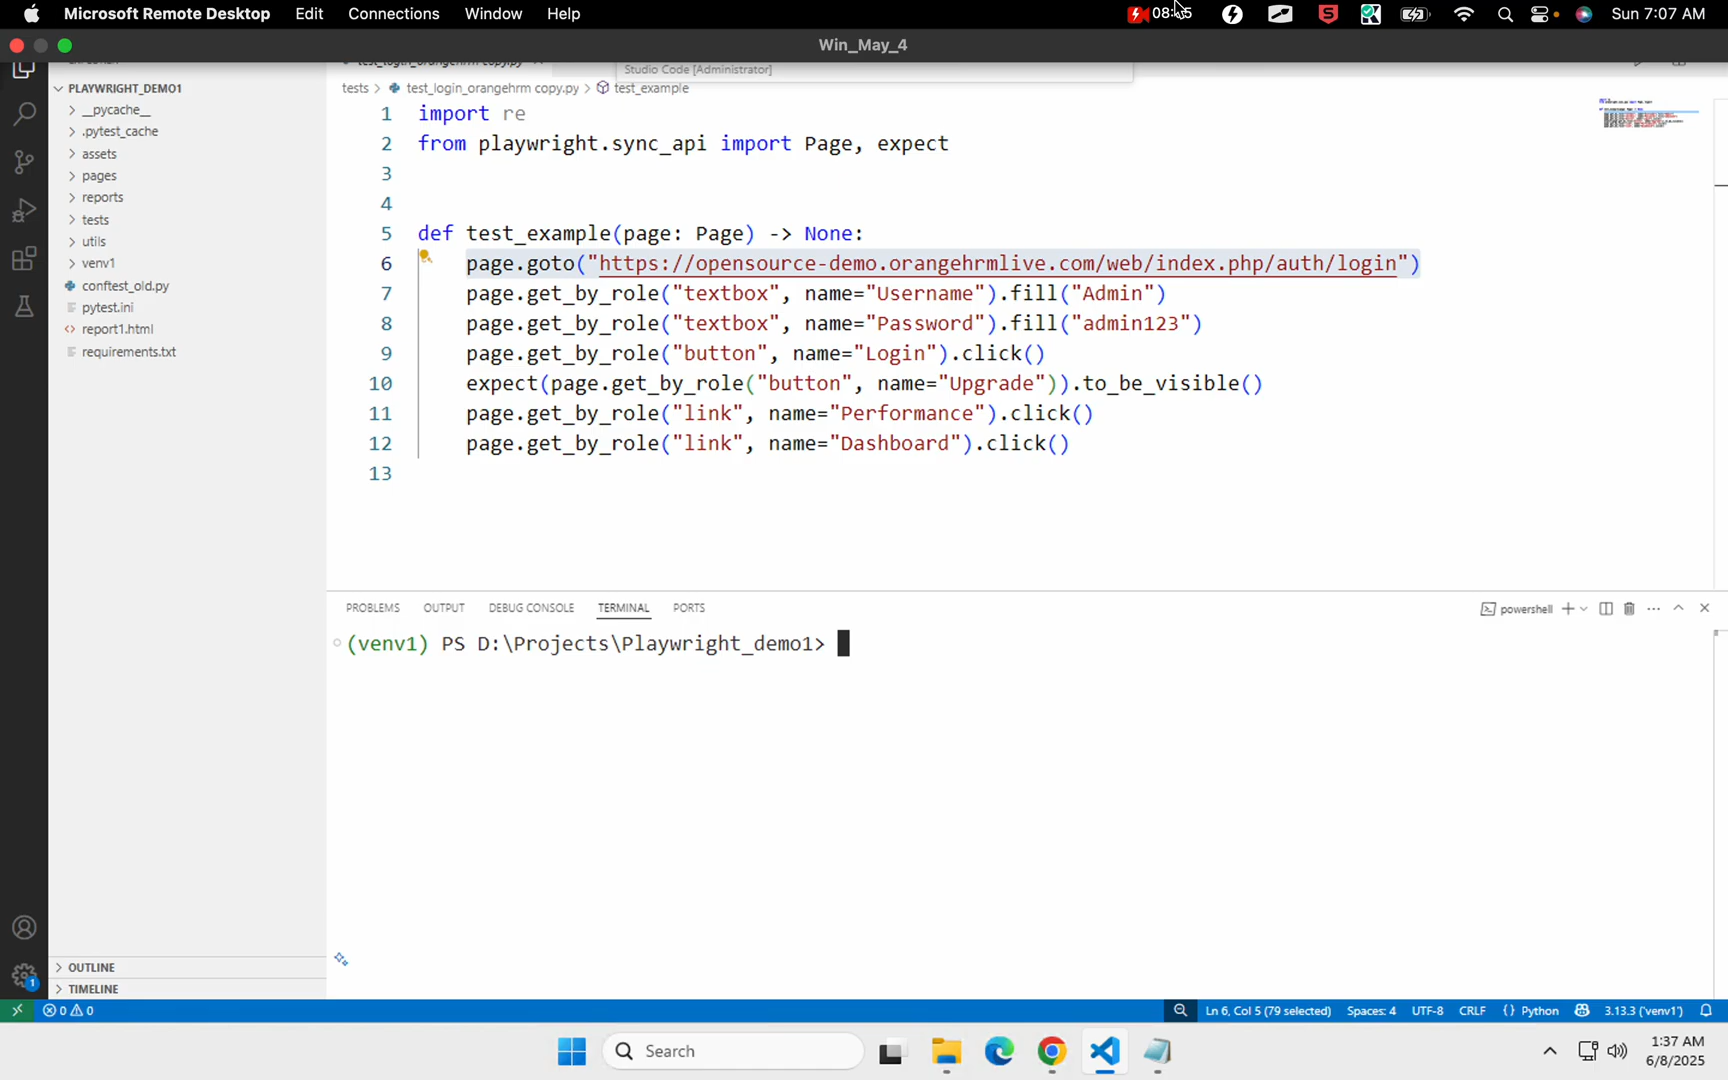 Microsoft Remote Desktop Edit Connections Window Help Sun 7:07 AM
Win_May_4
test_login_orangehrm copy.py
Studio Code [Administrator]
PLAYWRIGHT_DEMO1
__pycache__
.pytest_cache
assets
pages
reports
tests
utils
venv1
conftest_old.py
pytest.ini
report1.html
requirements.txt
OUTLINE
TIMELINE
tests > test_login_orangehrm copy.py > test_example
1 import re
2 from playwright.sync_api import Page, expect
3
4
5 def test_example(page: Page) -> None:
6 page.goto("https://opensource-demo.orangehrmlive.com/web/index.php/auth/login")
7 page.get_by_role("textbox", name="Username").fill("Admin")
8 page.get_by_role("textbox", name="Password").fill("admin123")
9 page.get_by_role("button", name="Login").click()
10 expect(page.get_by_role("button", name="Upgrade")).to_be_visible()
11 page.get_by_role("link", name="Performance").click()
12 page.get_by_role("link", name="Dashboard").click()
13
PROBLEMS OUTPUT DEBUG CONSOLE TERMINAL PORTS powershell
(venv1) PS D:\Projects\Playwright_demo1>
0 0 Ln 6, Col 5 (79 selected) Spaces: 4 UTF-8 CRLF {} Python 3.13.3 ('venv1')
Search
1:37 AM
6/8/2025